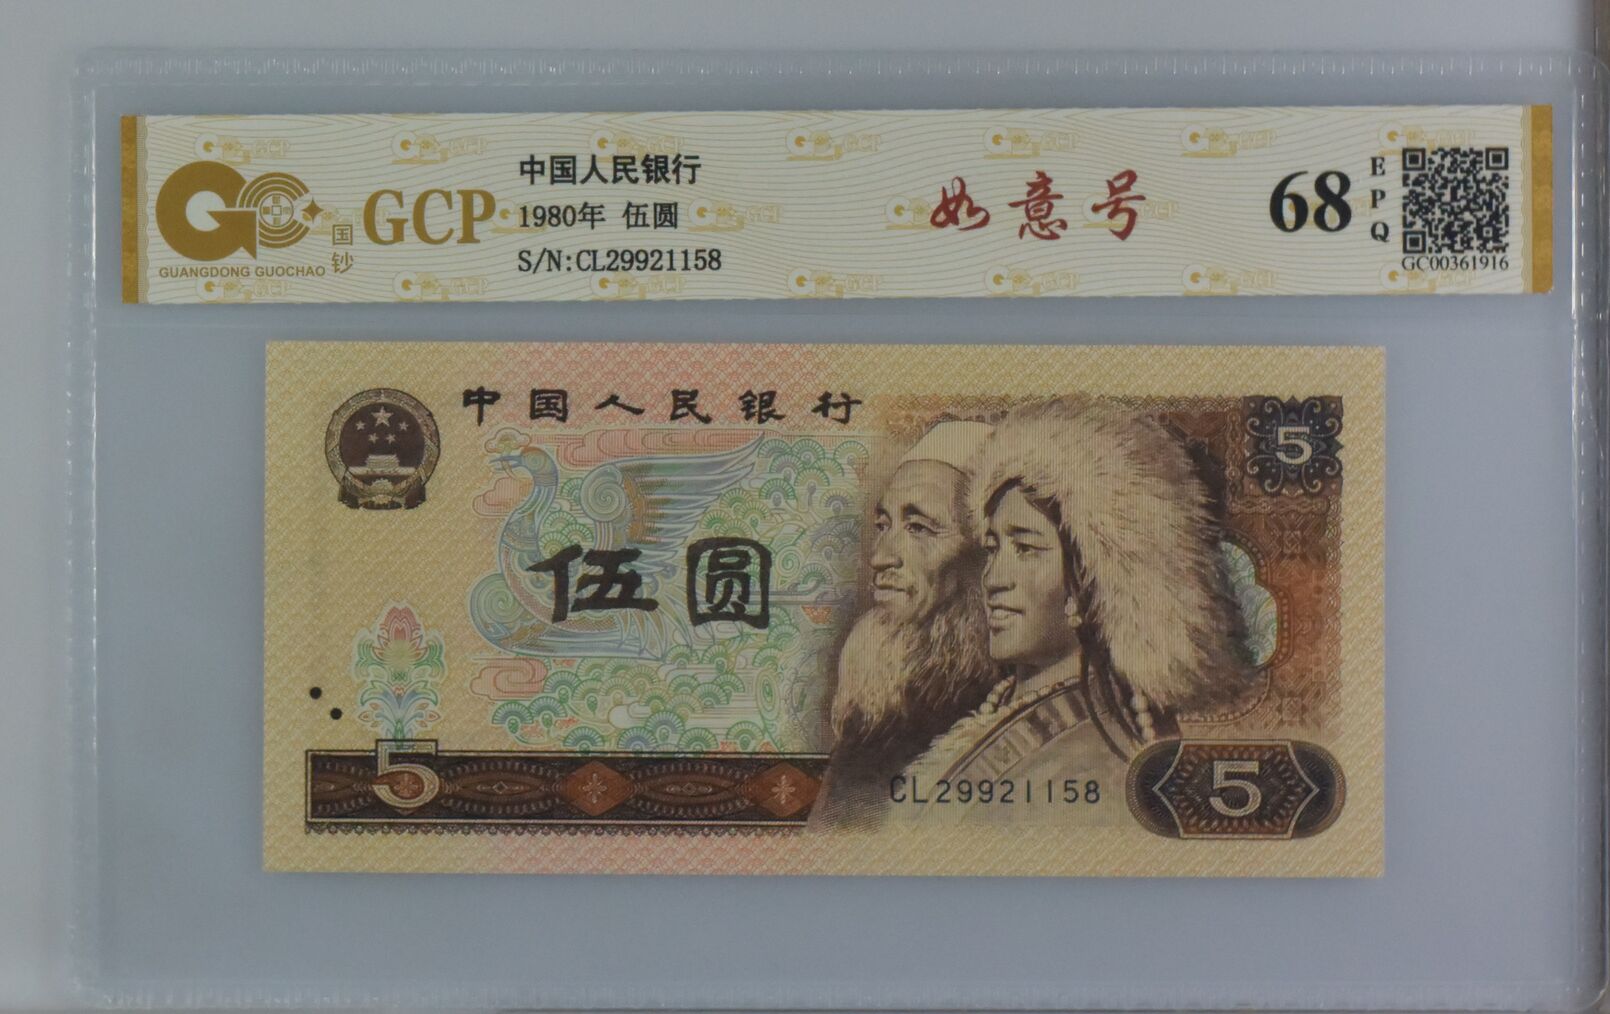 GCP
国钞
GUANGDONG GUOCHAO
中国人民银行
1980年 伍圆
S/N:CL29921158
如意号
68
EPQ
GC00361916
中国人民银行
5
伍圆
5
CL29921158
5